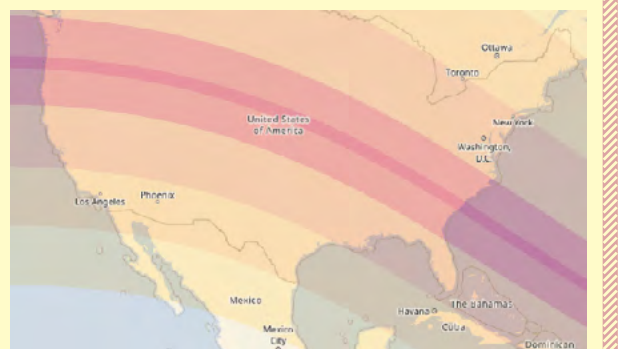 Ottawa
Toronto
United States
of America
New York
Washington,
D.C.
Los Angeles
Phoenix
Mexico
Havana
The Bahamas
Cuba
Mexico
City
Dominican